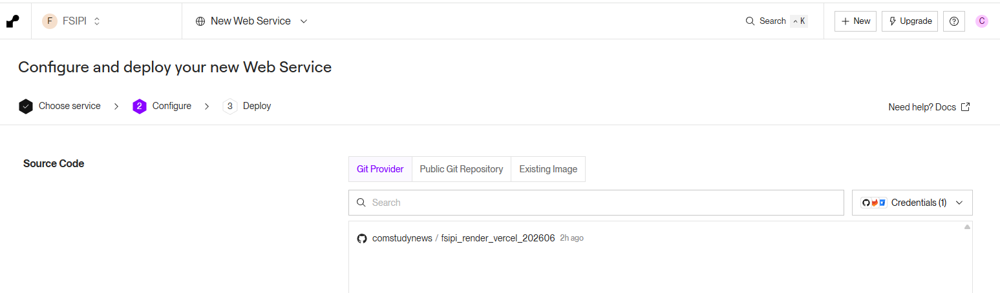 F FSIPI New Web Service Search ^ K + New Upgrade ? C
Configure and deploy your new Web Service
Choose service > 2 Configure > 3 Deploy
Need help? Docs
Source Code
Git Provider Public Git Repository Existing Image
Search Credentials (1)
comstudynews / fsipi_render_vercel_202606 2h ago